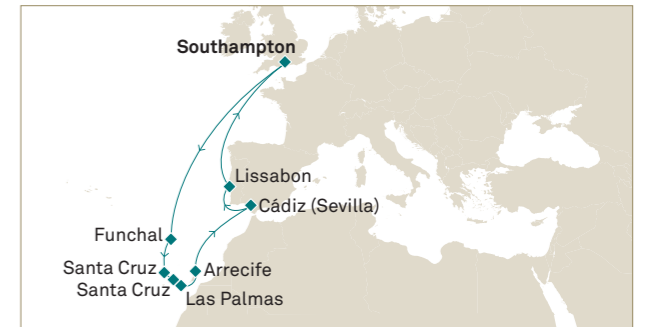 Southampton
Lissabon
Cádiz (Sevilla)
Funchal
Santa Cruz
Arrecife
Santa Cruz
Las Palmas